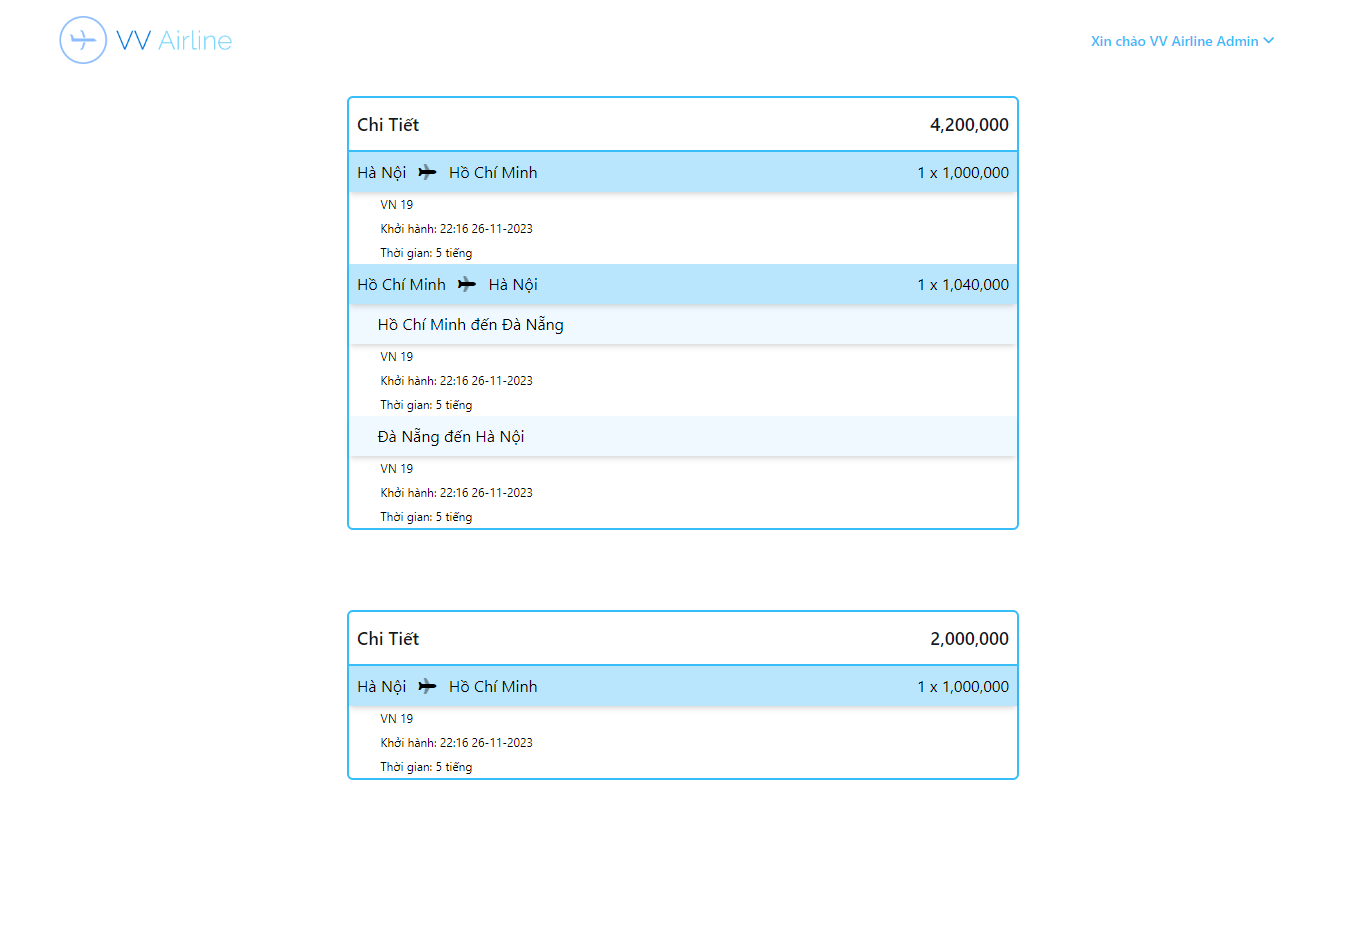 VV Airline
Xin chào VV Airline Admin
Chi Tiết 4,200,000
Hà Nội Hồ Chí Minh 1 x 1,000,000
VN 19
Khởi hành: 22:16 26-11-2023
Thời gian: 5 tiếng
Hồ Chí Minh Hà Nội 1 x 1,040,000
Hồ Chí Minh đến Đà Nẵng
VN 19
Khởi hành: 22:16 26-11-2023
Thời gian: 5 tiếng
Đà Nẵng đến Hà Nội
VN 19
Khởi hành: 22:16 26-11-2023
Thời gian: 5 tiếng
Chi Tiết 2,000,000
Hà Nội Hồ Chí Minh 1 x 1,000,000
VN 19
Khởi hành: 22:16 26-11-2023
Thời gian: 5 tiếng